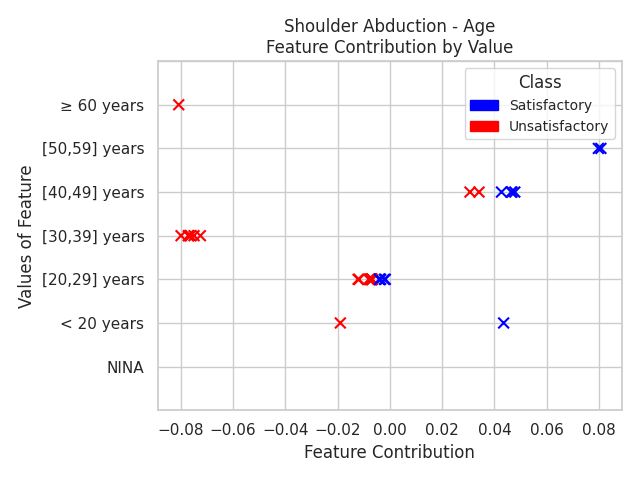 Shoulder Abduction - Age
Feature Contribution by Value
Class
Satisfactory
Unsatisfactory
Values of Feature
≥ 60 years
[50,59] years
[40,49] years
[30,39] years
[20,29] years
< 20 years
NINA
−0.08 −0.06 −0.04 −0.02 0.00 0.02 0.04 0.06 0.08
Feature Contribution